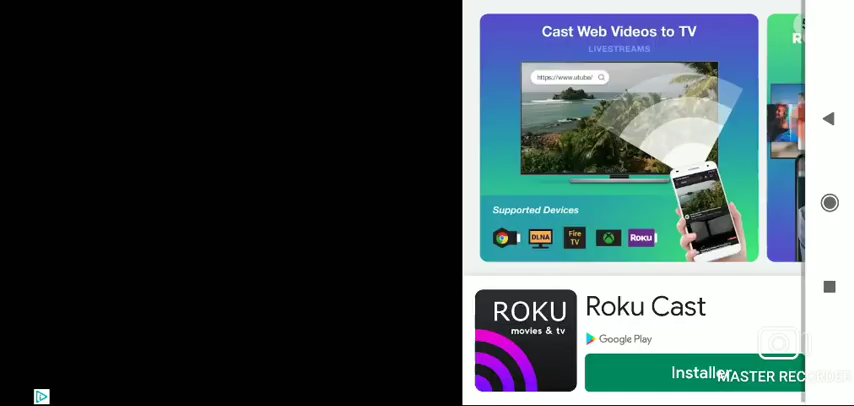 Cast Web Videos to TV
LIVESTREAMS
https://www.utube/
Supported Devices
DLNA
Fire
TV
ROKU
ROKU
movies & tv
Roku Cast
Google Play
Installer
MASTER RECORDER